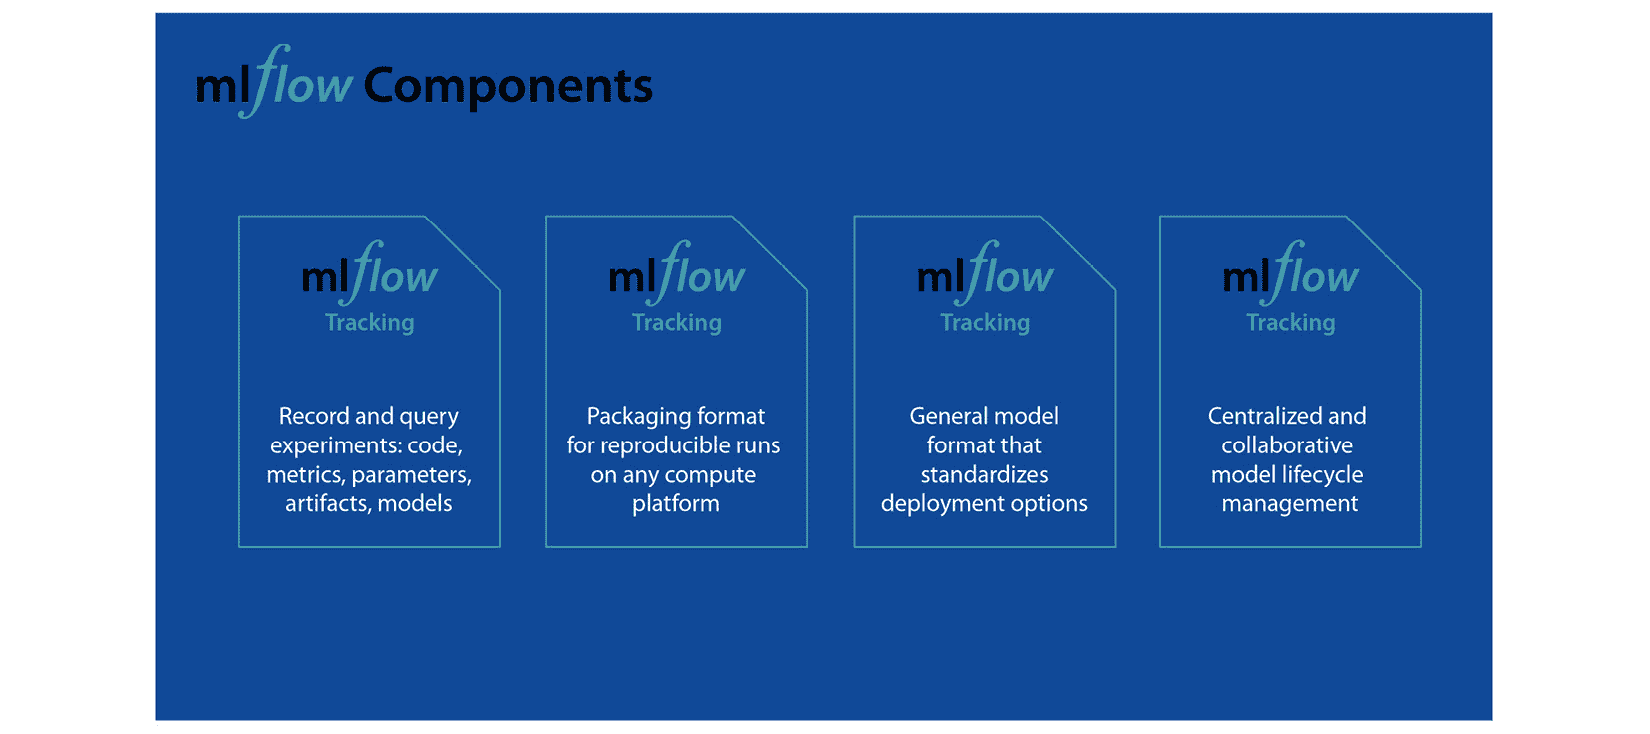 mlflow Components
mlflow
Tracking
Record and query
experiments: code,
metrics, parameters,
artifacts, models
mlflow
Tracking
Packaging format
for reproducible runs
on any compute
platform
mlflow
Tracking
General model
format that
standardizes
deployment options
mlflow
Tracking
Centralized and
collaborative
model lifecycle
management